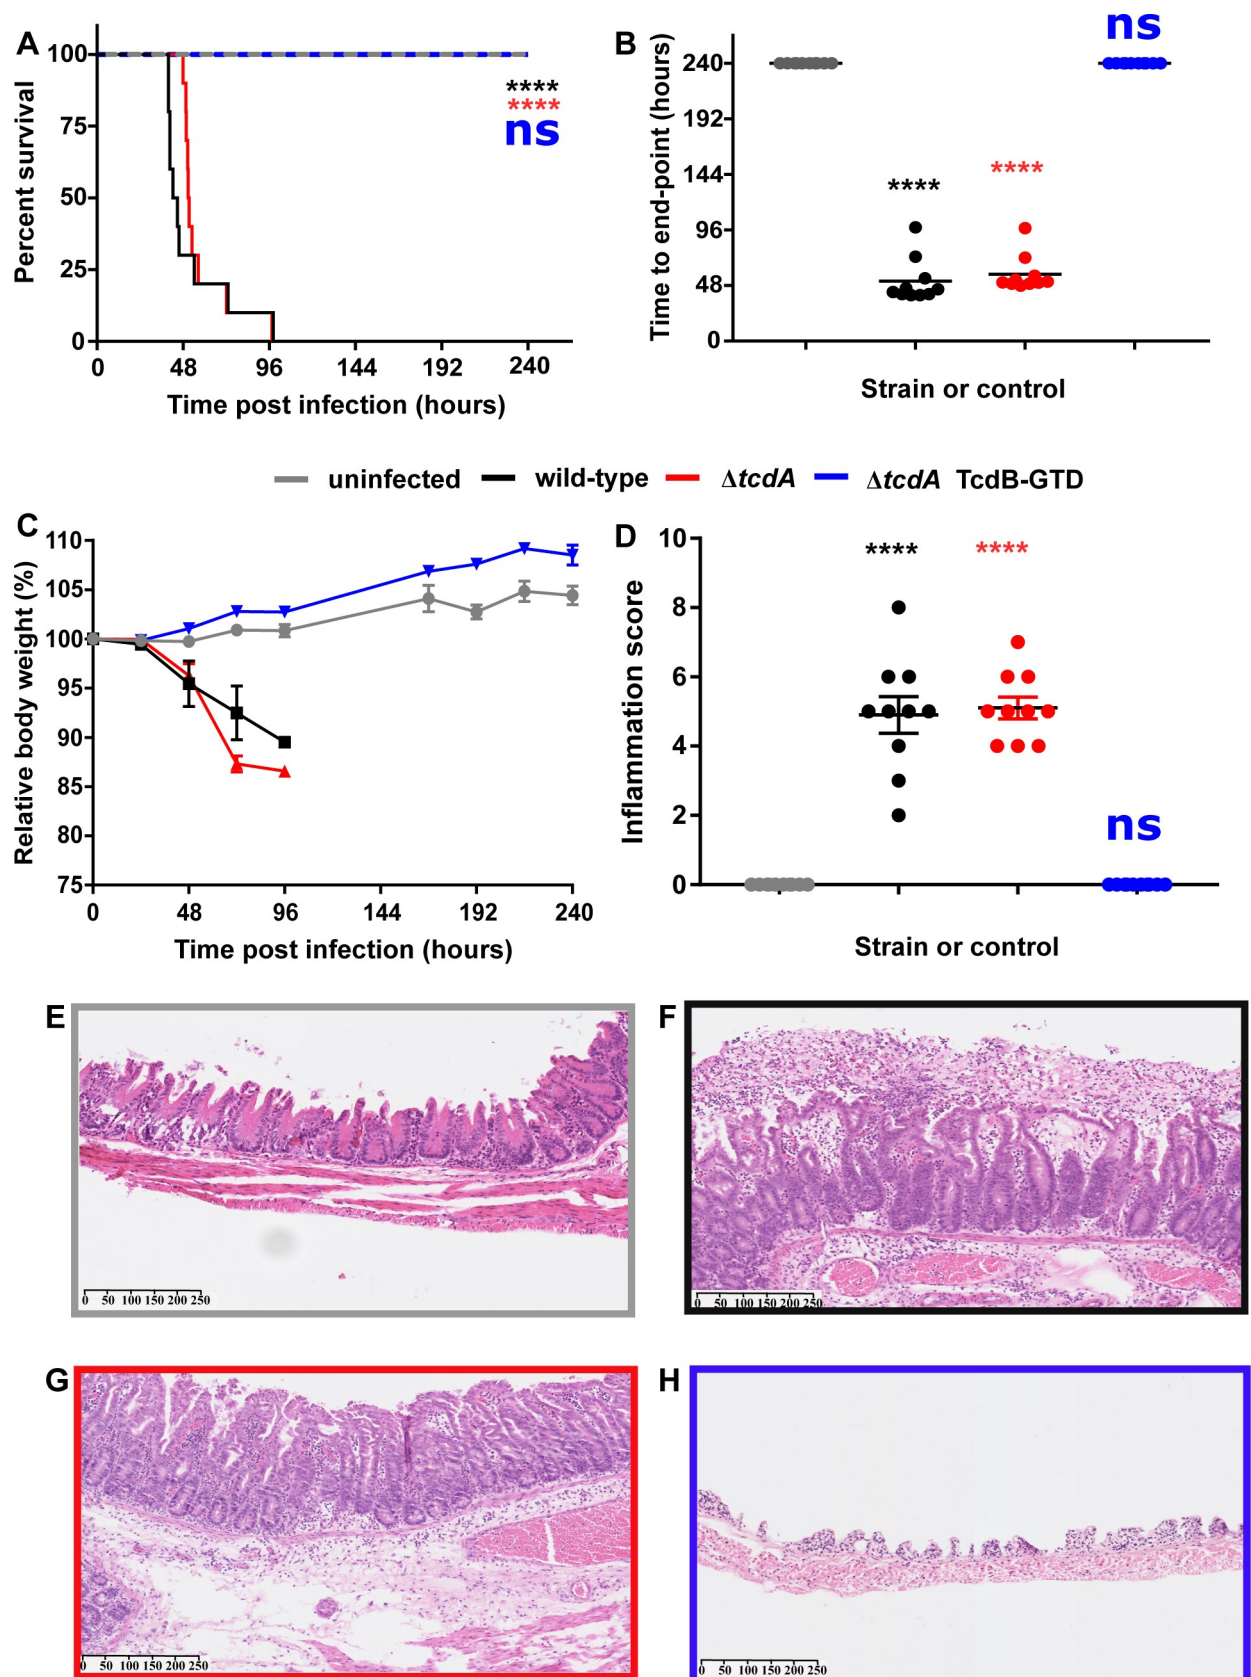 A
Percent survival
100
75
50
25
0
0 48 96 144 192 240
Time post infection (hours)
****
****
ns
B
Time to end-point (hours)
240
192
144
96
48
0
****
****
ns
Strain or control
uninfected wild-type ΔtcdA ΔtcdA TcdB-GTD
C
Relative body weight (%)
110
105
100
95
90
85
80
75
0 48 96 144 192 240
Time post infection (hours)
D
Inflammation score
10
8
6
4
2
0
****
****
ns
Strain or control
E
0 50 100 150 200 250
F
0 50 100 150 200 250
G
0 50 100 150 200 250
H
0 50 100 150 200 250